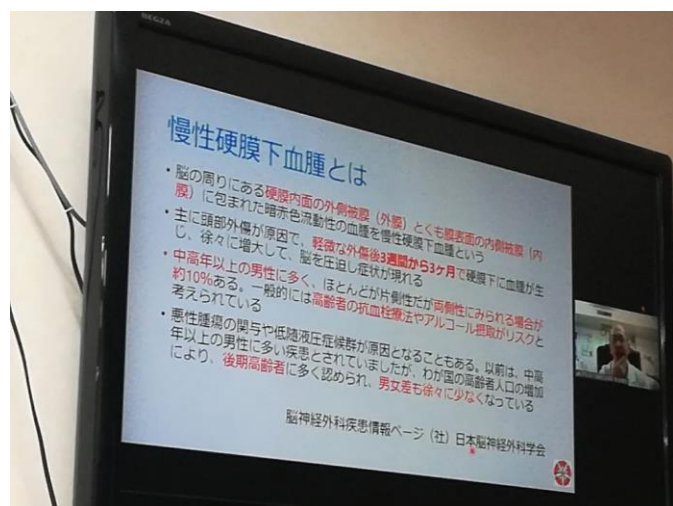 REGZA
慢性硬膜下血腫とは
・脳の周りにある硬膜内面の外側被膜（外膜）とくも膜表面の内側被膜（内
膜）に包まれた暗赤色流動性の血腫を慢性硬膜下血腫という
・主に頭部外傷が原因で、軽微な外傷後3週間から3ヶ月で硬膜下に血腫が生
じ、徐々に増大して、脳を圧迫し症状が現れる
・中高年以上の男性に多く、ほとんどが片側性だが両側性にみられる場合が
約10%ある。一般的には高齢者の抗血栓療法やアルコール摂取がリスクと
考えられている
・悪性腫瘍の関与や低随液圧症候群が原因となることもある。以前は、中高
年以上の男性に多い疾患とされていましたが、わが国の高齢者人口の増加
により、後期高齢者に多く認められ、男女差も徐々に少なくなっている
脳神経外科疾患情報ページ（社）日本脳神経外科学会